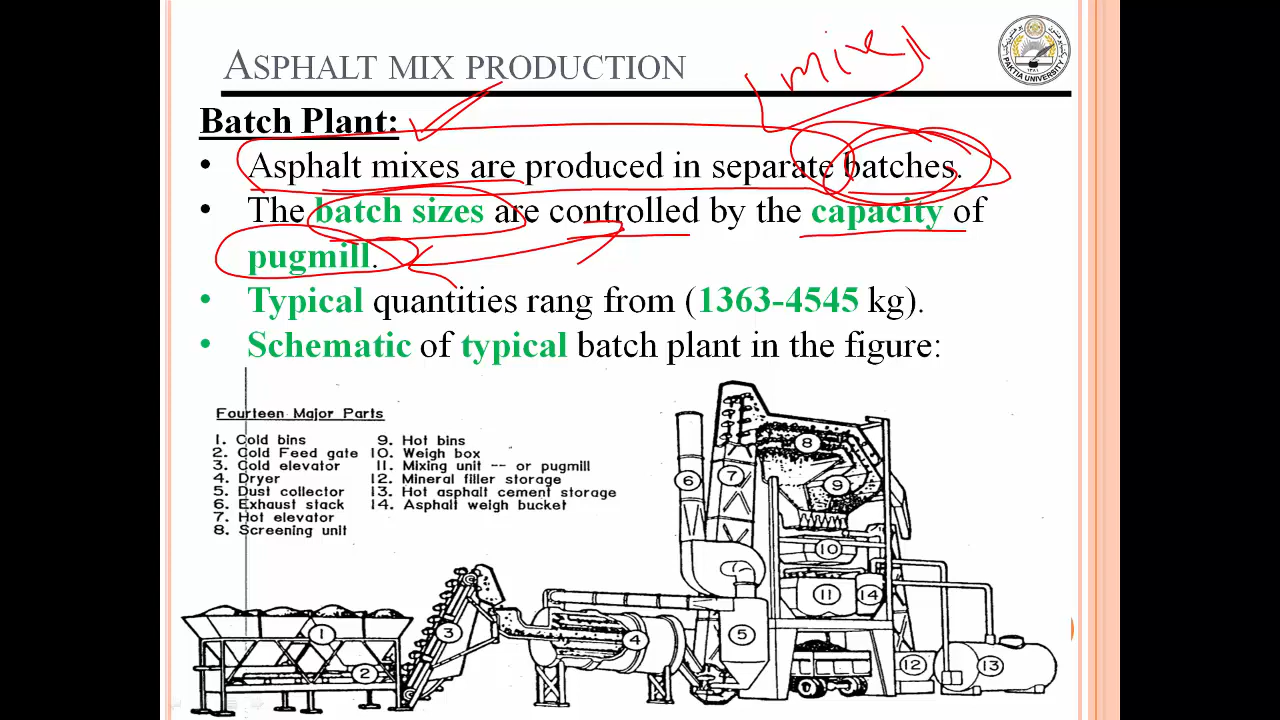 ASPHALT MIX PRODUCTION
mixe
PAKTIA UNIVERSITY
Batch Plant:
• Asphalt mixes are produced in separate batches.
• The batch sizes are controlled by the capacity of
pugmill.
• Typical quantities rang from (1363-4545 kg).
• Schematic of typical batch plant in the figure:
Fourteen Major Parts
1. Cold bins
2. Cold Feed gate
3. Cold elevator
4. Dryer
5. Dust collector
6. Exhaust stack
7. Hot elevator
8. Screening unit
9. Hot bins
10. Weigh box
11. Mixing unit -- or pugmill
12. Mineral filler storage
13. Hot asphalt cement storage
14. Asphalt weigh bucket
1
2
3
4
5
6
7
8
9
10
11
14
12
13